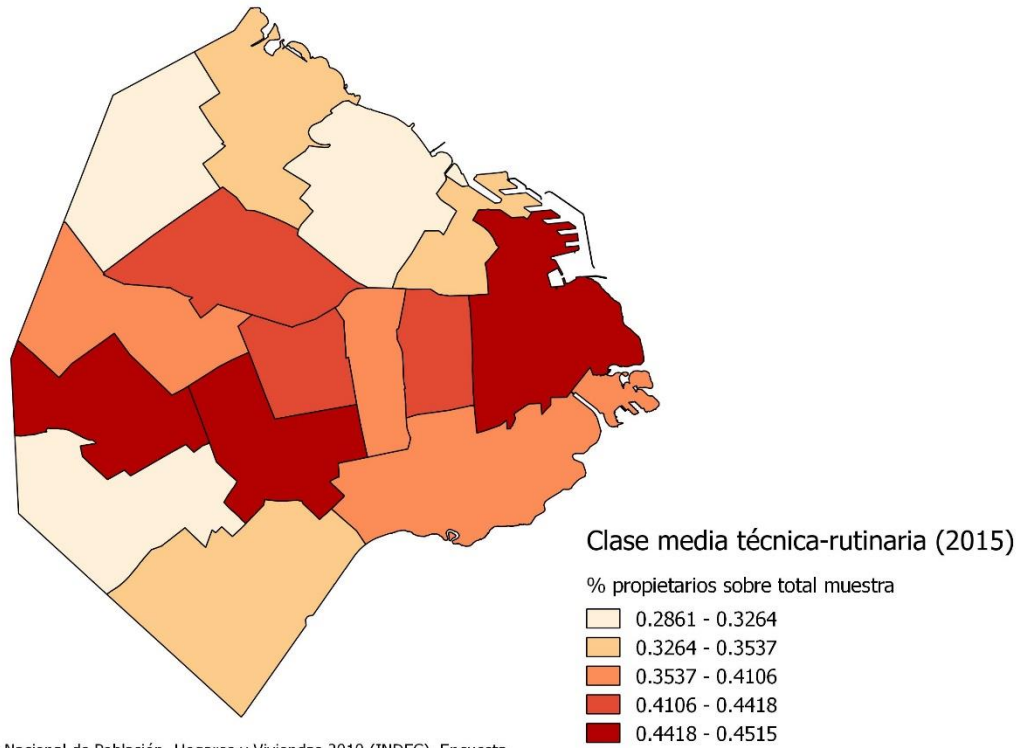 Clase media técnica-rutinaria (2015)
% propietarios sobre total muestra
0.2861 - 0.3264
0.3264 - 0.3537
0.3537 - 0.4106
0.4106 - 0.4418
0.4418 - 0.4515
Nacional de Población, Hogares y Viviendas 2010 (INDEC), Encuesta